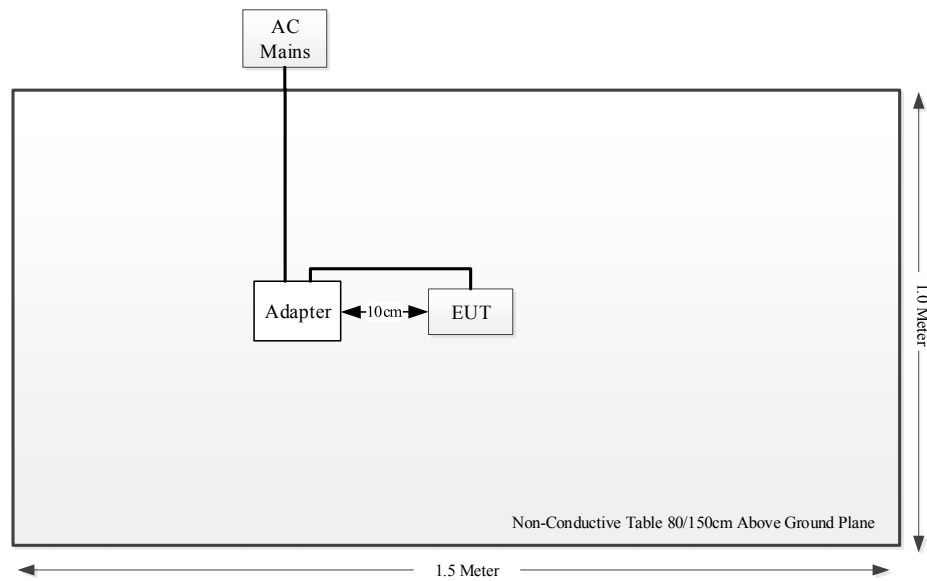 AC
Mains
Adapter
10cm
EUT
1.0 Meter
Non-Conductive Table 80/150cm Above Ground Plane
1.5 Meter